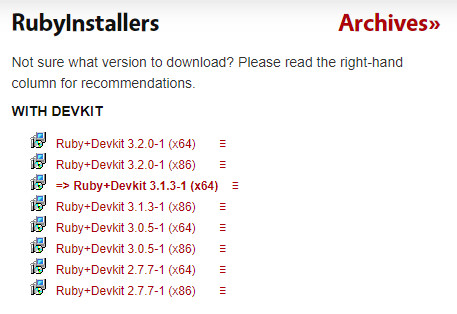 RubyInstallers Archives»
Not sure what version to download? Please read the right-hand
column for recommendations.
WITH DEVKIT
Ruby+Devkit 3.2.0-1 (x64) ≡
Ruby+Devkit 3.2.0-1 (x86) ≡
=> Ruby+Devkit 3.1.3-1 (x64) ≡
Ruby+Devkit 3.1.3-1 (x86) ≡
Ruby+Devkit 3.0.5-1 (x64) ≡
Ruby+Devkit 3.0.5-1 (x86) ≡
Ruby+Devkit 2.7.7-1 (x64) ≡
Ruby+Devkit 2.7.7-1 (x86) ≡